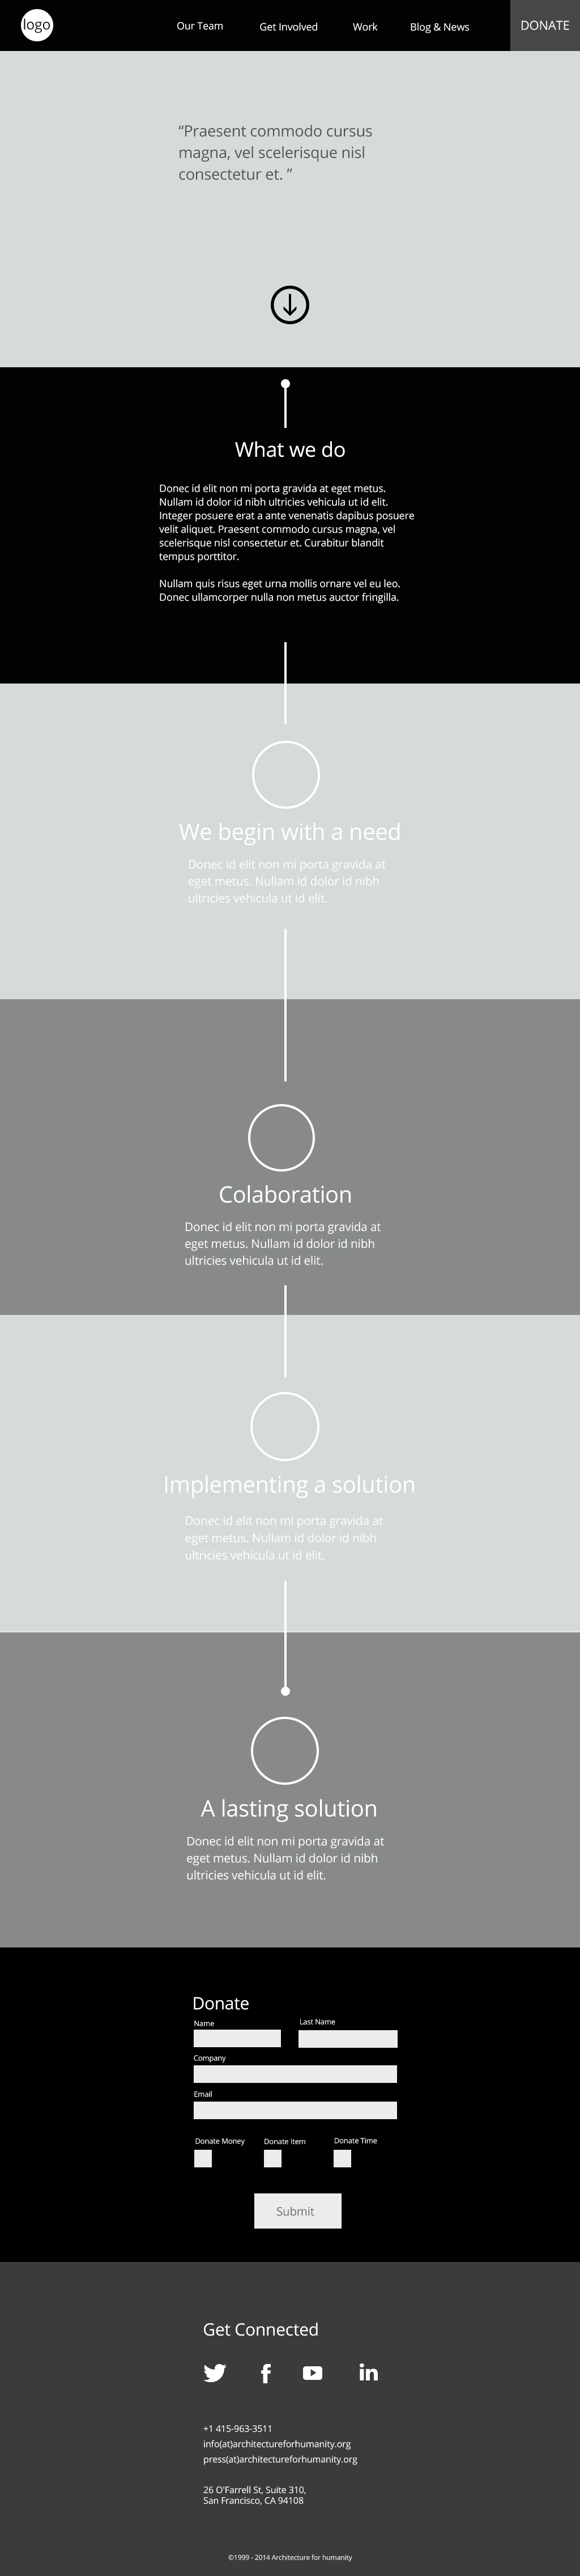 logo
Our Team
Get Involved
Work
Blog & News
DONATE
“Praesent commodo cursus
magna, vel scelerisque nisl
consectetur et. ”
What we do
Donec id elit non mi porta gravida at eget metus.
Nullam id dolor id nibh ultricies vehicula ut id elit.
Integer posuere erat a ante venenatis dapibus posuere
velit aliquet. Praesent commodo cursus magna, vel
scelerisque nisl consectetur et. Curabitur blandit
tempus porttitor.
Nullam quis risus eget urna mollis ornare vel eu leo.
Donec ullamcorper nulla non metus auctor fringilla.
We begin with a need
Donec id elit non mi porta gravida at
eget metus. Nullam id dolor id nibh
ultricies vehicula ut id elit.
Colaboration
Donec id elit non mi porta gravida at
eget metus. Nullam id dolor id nibh
ultricies vehicula ut id elit.
Implementing a solution
Donec id elit non mi porta gravida at
eget metus. Nullam id dolor id nibh
ultricies vehicula ut id elit.
A lasting solution
Donec id elit non mi porta gravida at
eget metus. Nullam id dolor id nibh
ultricies vehicula ut id elit.
Donate
Name
Last Name
Company
Email
Donate Money
Donate Item
Donate Time
Submit
Get Connected
+1 415-963-3511
info(at)architectureforhumanity.org
press(at)architectureforhumanity.org
26 O'Farrell St, Suite 310,
San Francisco, CA 94108
©1999 - 2014 Architecture for humanity